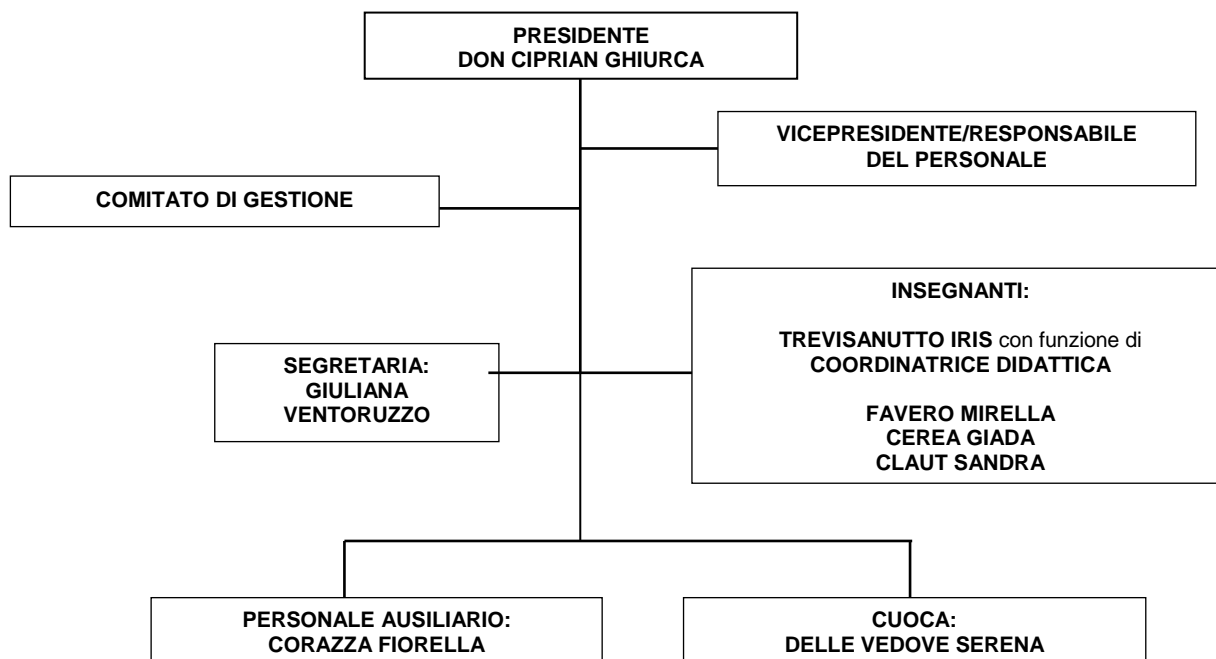 PRESIDENTE
DON CIPRIAN GHIURCA
VICEPRESIDENTE/RESPONSABILE
DEL PERSONALE
COMITATO DI GESTIONE
INSEGNANTI:
TREVISANUTTO IRIS con funzione di
COORDINATRICE DIDATTICA
FAVERO MIRELLA
CEREA GIADA
CLAUT SANDRA
SEGRETARIA:
GIULIANA
VENTORUZZO
PERSONALE AUSILIARIO:
CORAZZA FIORELLA
CUOCA:
DELLE VEDOVE SERENA